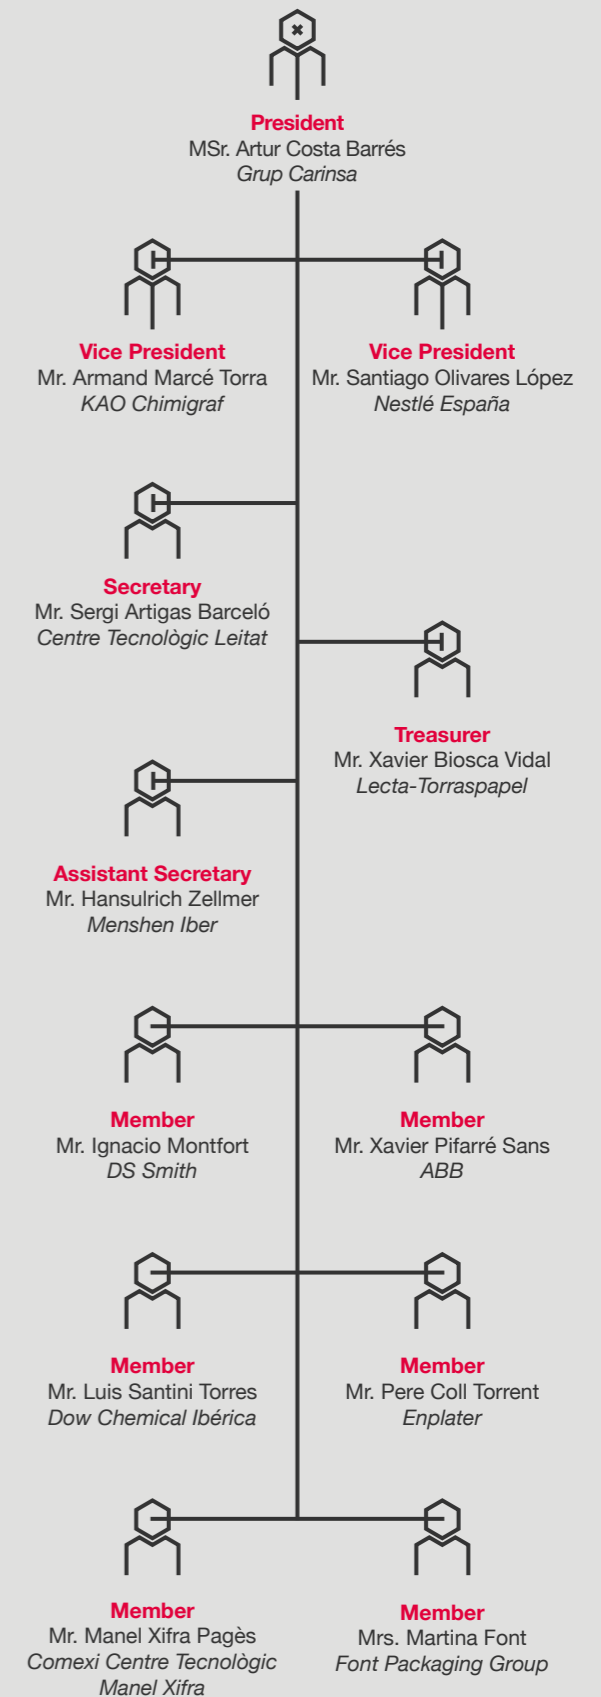 President
MSr. Artur Costa Barrés
Grup Carinsa
Vice President
Mr. Armand Marcé Torra
KAO Chimigraf
Vice President
Mr. Santiago Olivares López
Nestlé España
Secretary
Mr. Sergi Artigas Barceló
Centre Tecnològic Leitat
Treasurer
Mr. Xavier Biosca Vidal
Lecta-Torraspapel
Assistant Secretary
Mr. Hansulrich Zellmer
Menshen Iber
Member
Mr. Ignacio Montfort
DS Smith
Member
Mr. Xavier Pifarré Sans
ABB
Member
Mr. Luis Santini Torres
Dow Chemical Ibérica
Member
Mr. Pere Coll Torrent
Enplater
Member
Mr. Manel Xifra Pagès
Comexi Centre Tecnològic
Manel Xifra
Member
Mrs. Martina Font
Font Packaging Group